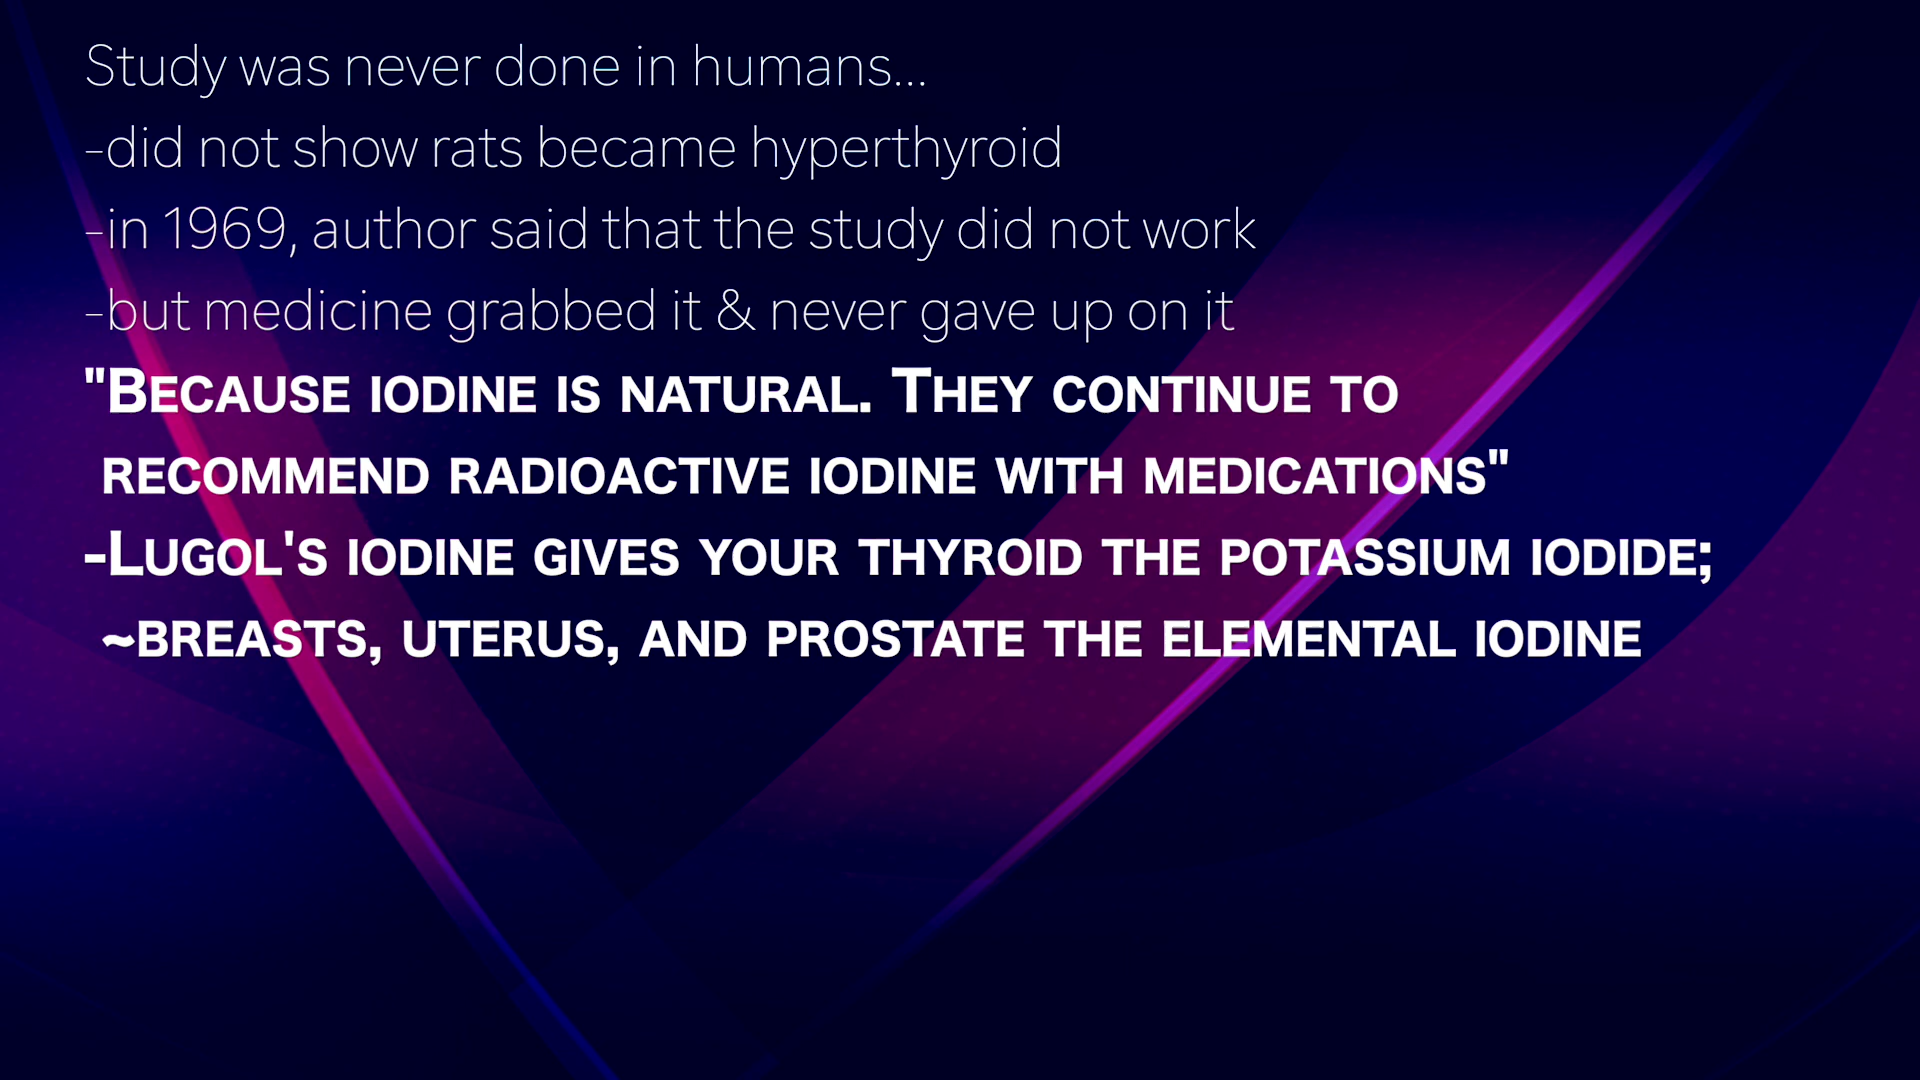 Study was never done in humans...
-did not show rats became hyperthyroid
-in 1969, author said that the study did not work
-but medicine grabbed it & never gave up on it
"Because iodine is natural. They continue to
recommend radioactive iodine with medications"
-Lugol's iodine gives your thyroid the potassium iodide;
~breasts, uterus, and prostate the elemental iodine